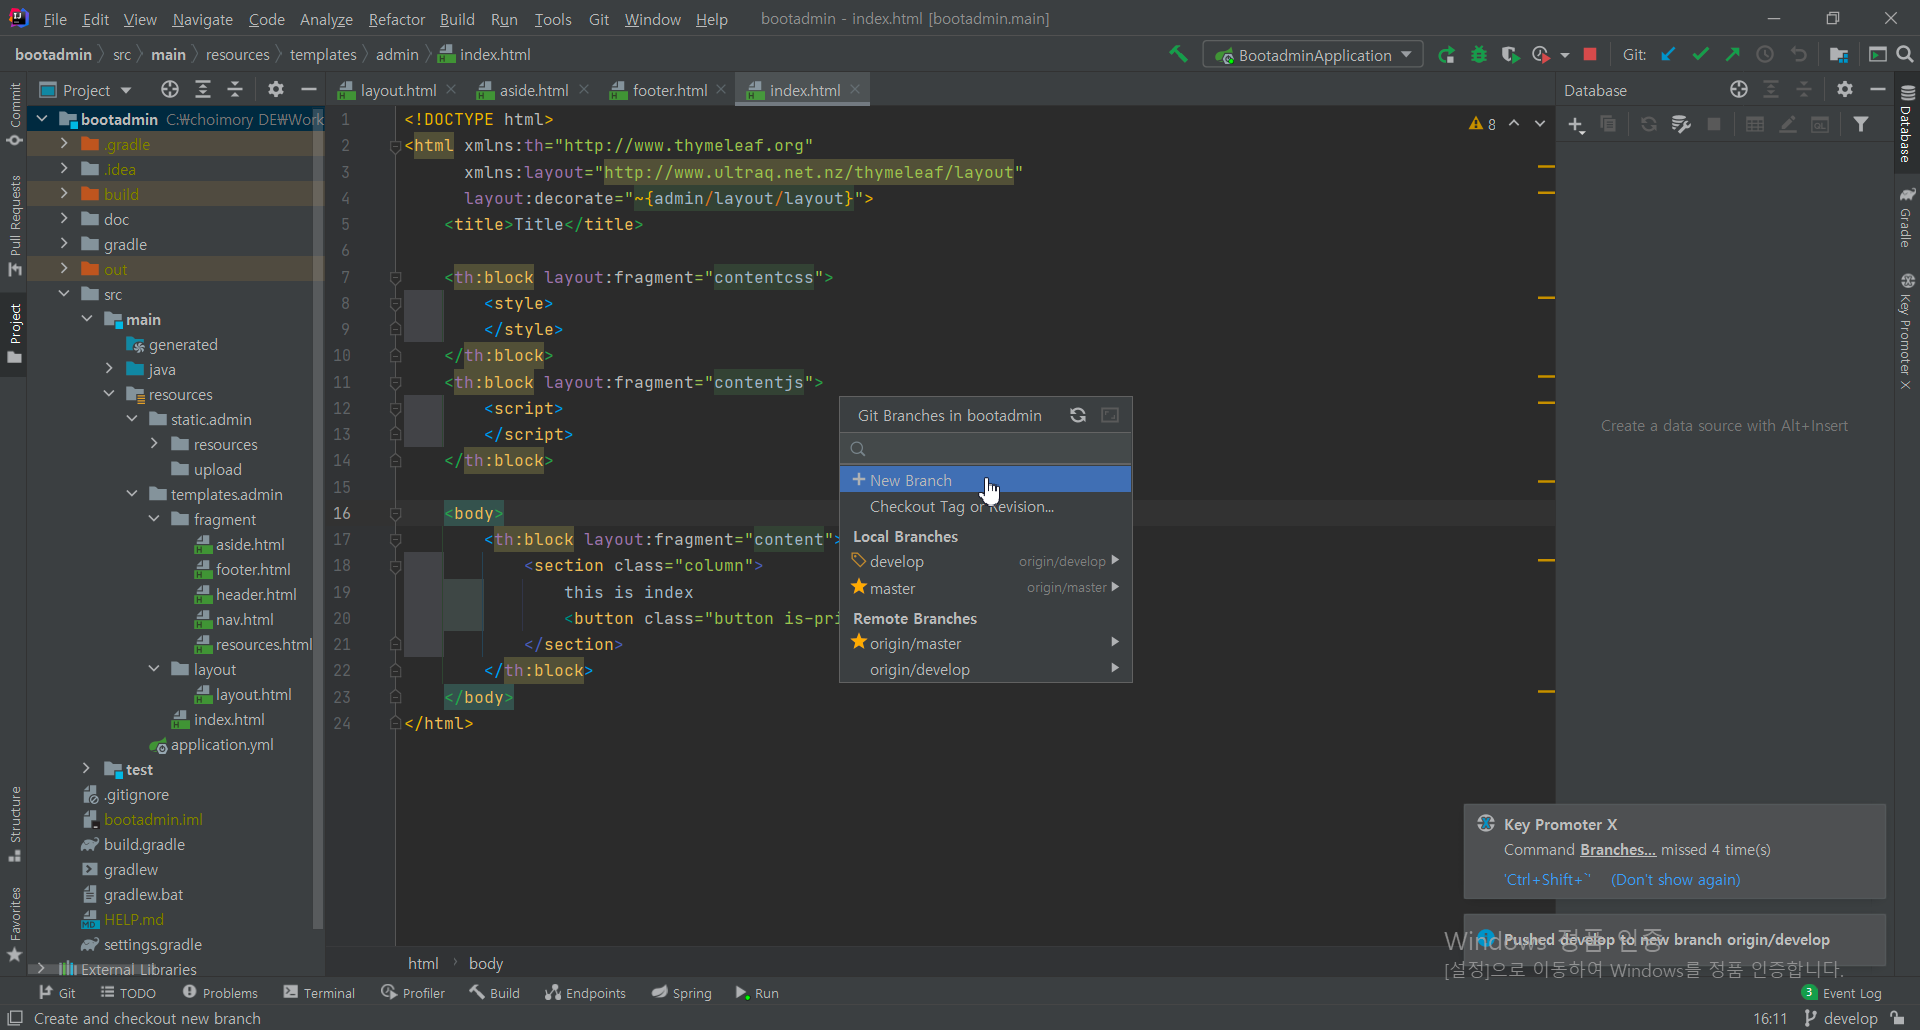 File Edit View Navigate Code Analyze Refactor Build Run Tools Git Window Help bootadmin - index.html [bootadmin.main]
bootadmin src main resources templates admin index.html BootadminApplication Git:
Project
layout.html aside.html footer.html index.html
Database
Commit
Pull Requests
Project
Structure
Favorites
bootadmin C:₩choimory DE₩Work
.gradle
.idea
build
doc
gradle
out
src
main
generated
java
resources
static.admin
resources
upload
templates.admin
fragment
aside.html
footer.html
header.html
nav.html
resources.html
layout
layout.html
index.html
application.yml
test
.gitignore
bootadmin.iml
build.gradle
gradlew
gradlew.bat
HELP.md
settings.gradle
External Libraries
8
1 <!DOCTYPE html>
2 <html xmlns:th="http://www.thymeleaf.org"
3 xmlns:layout="http://www.ultraq.net.nz/thymeleaf/layout"
4 layout:decorate="~{admin/layout/layout}">
5 <title>Title</title>
6
7 <th:block layout:fragment="contentcss">
8 <style>
9 </style>
10 </th:block>
11 <th:block layout:fragment="contentjs">
12 <script>
13 </script>
14 </th:block>
15
16 <body>
17 <th:block layout:fragment="content">
18 <section class="column">
19 this is index
20 <button class="button is-pri
21 </section>
22 </th:block>
23 </body>
24 </html>
Git Branches in bootadmin
+ New Branch
Checkout Tag or Revision...
Local Branches
develop origin/develop
master origin/master
Remote Branches
origin/master
origin/develop
Create a data source with Alt+Insert
Database
Gradle
Key Promoter X
Key Promoter X
Command Branches... missed 4 time(s)
'Ctrl+Shift+`' (Don't show again)
Pushed develop to new branch origin/develop
Windows 정품 인증
[설정]으로 이동하여 Windows를 정품 인증합니다.
html body
Git TODO Problems Terminal Profiler Build Endpoints Spring Run 3 Event Log
Create and checkout new branch 16:11 develop